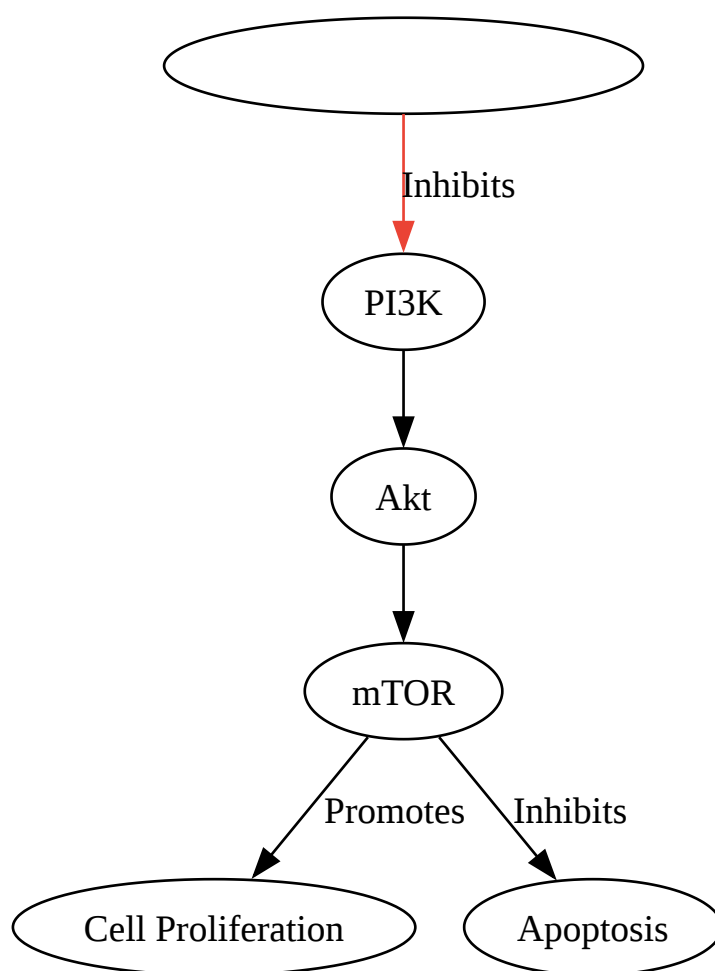 Inhibits
PI3K
Akt
mTOR
Promotes
Inhibits
Cell Proliferation
Apoptosis